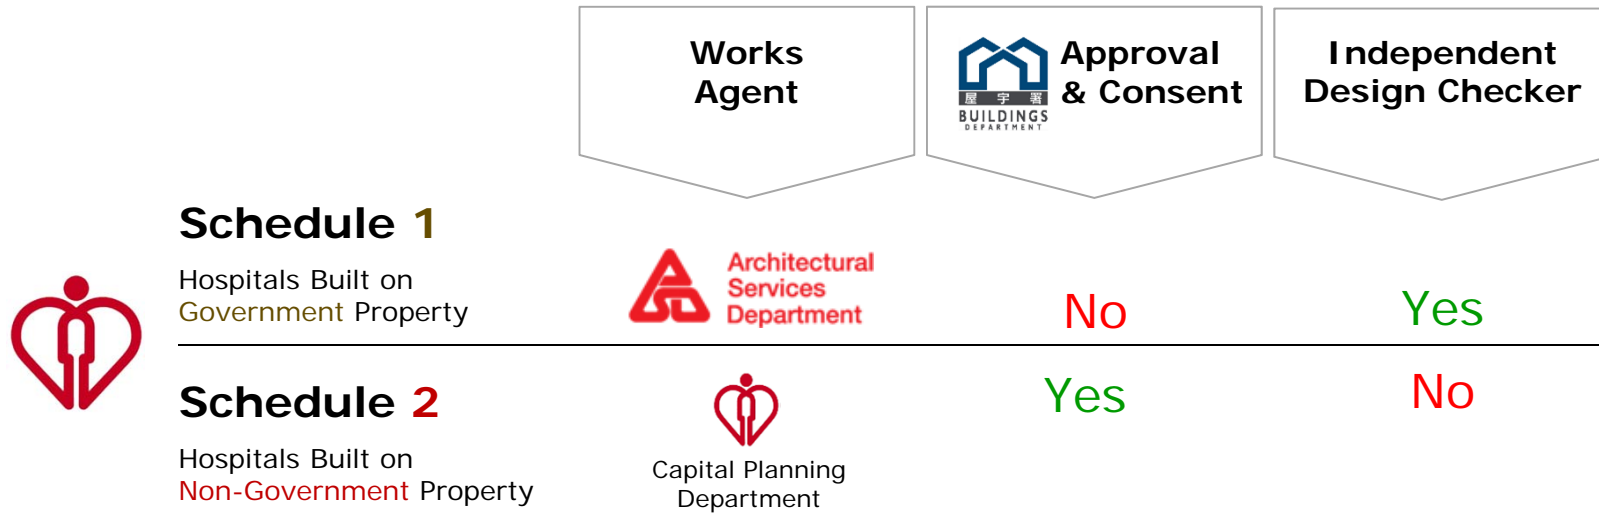 Works
Agent
屋宇署
BUILDINGS
DEPARTMENT
Approval
& Consent
Independent
Design Checker
Schedule 1
Hospitals Built on
Government Property
Architectural
Services
Department
No
Yes
Schedule 2
Hospitals Built on
Non-Government Property
Capital Planning
Department
Yes
No